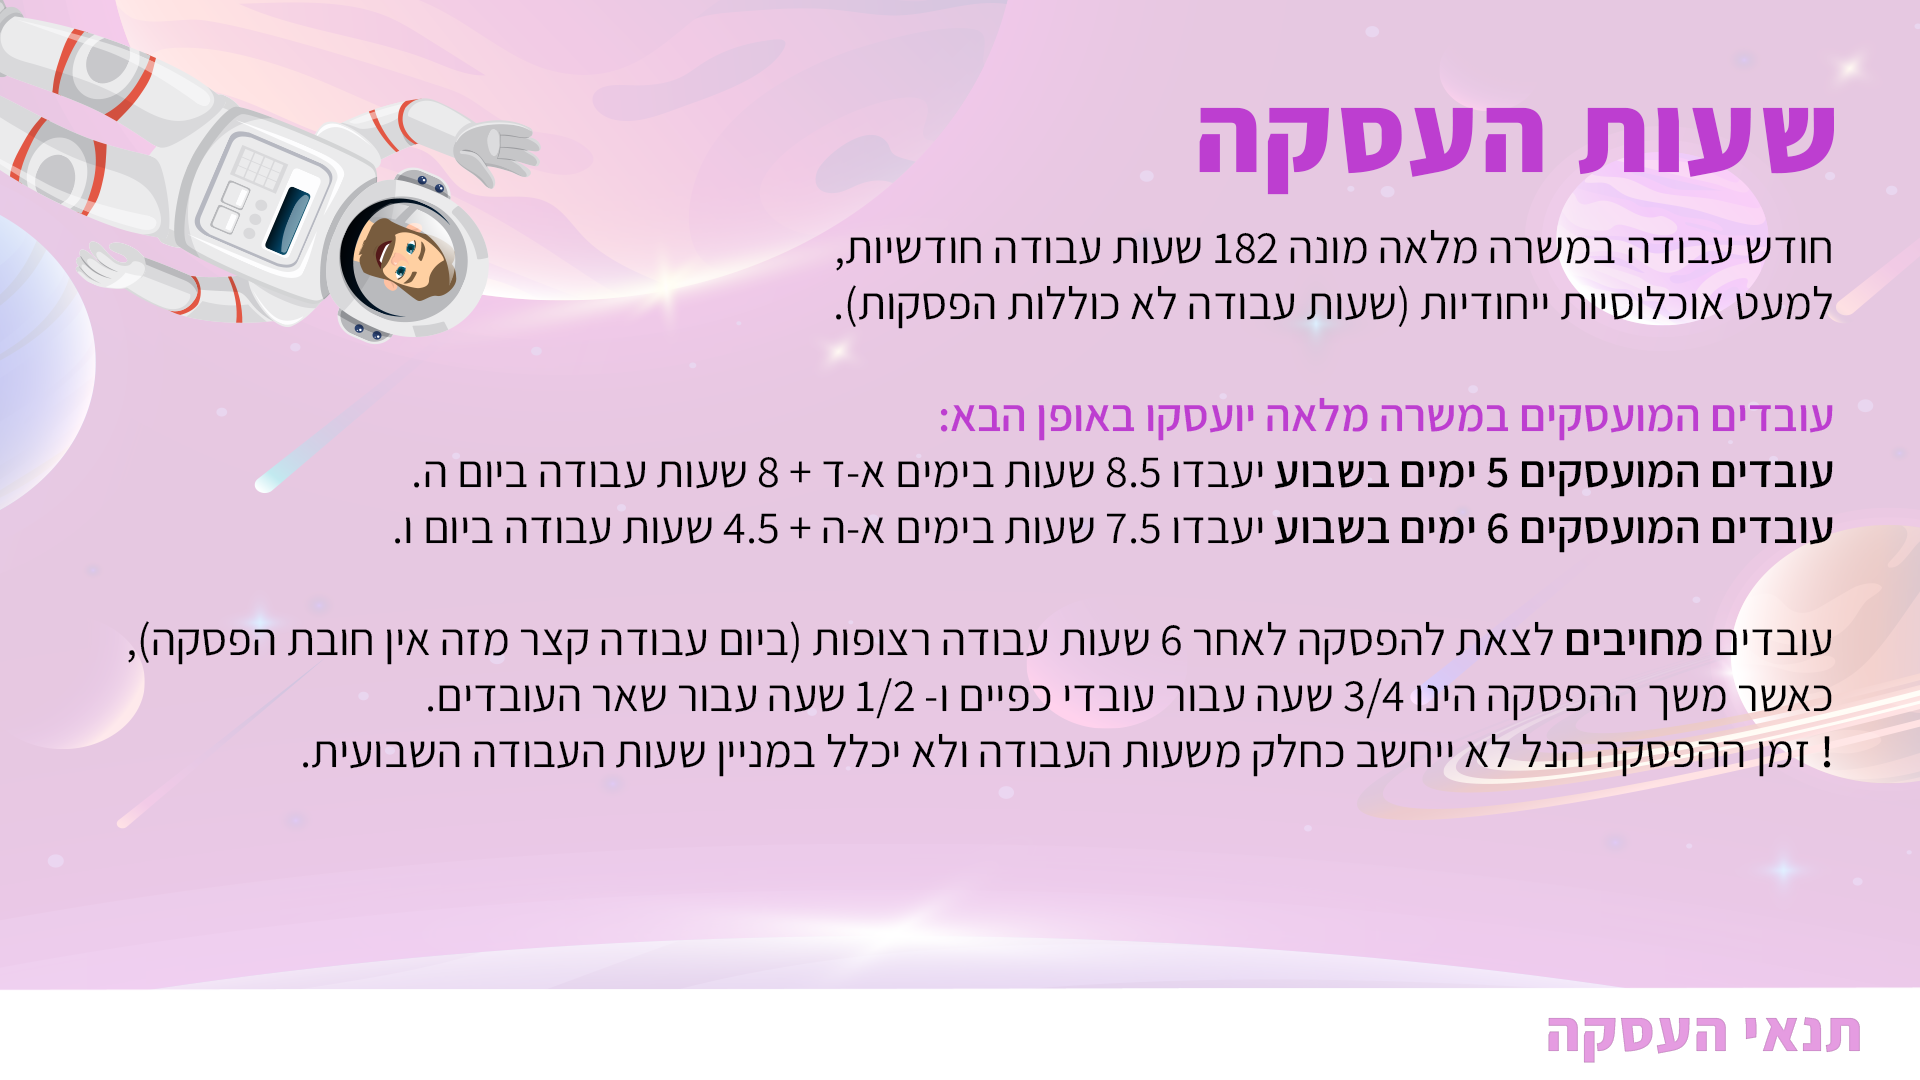 שעות העסקה
חודש עבודה במשרה מלאה מונה 182 שעות עבודה חודשיות,
למעט אוכלוסיות ייחודיות (שעות עבודה לא כוללות הפסקות).
עובדים המועסקים במשרה מלאה יועסקו באופן הבא:
עובדים המועסקים 5 ימים בשבוע יעבדו 8.5 שעות בימים א-ד + 8 שעות עבודה ביום ה.
עובדים המועסקים 6 ימים בשבוע יעבדו 7.5 שעות בימים א-ה + 4.5 שעות עבודה ביום ו.
עובדים מחויבים לצאת להפסקה לאחר 6 שעות עבודה רצופות (ביום עבודה קצר מזה אין חובת הפסקה),
כאשר משך ההפסקה הינו 3/4 שעה עבור עובדי כפיים ו- 1/2 שעה עבור שאר העובדים.
! זמן ההפסקה הנל לא ייחשב כחלק משעות העבודה ולא יכלל במניין שעות העבודה השבועית.
תנאי העסקה